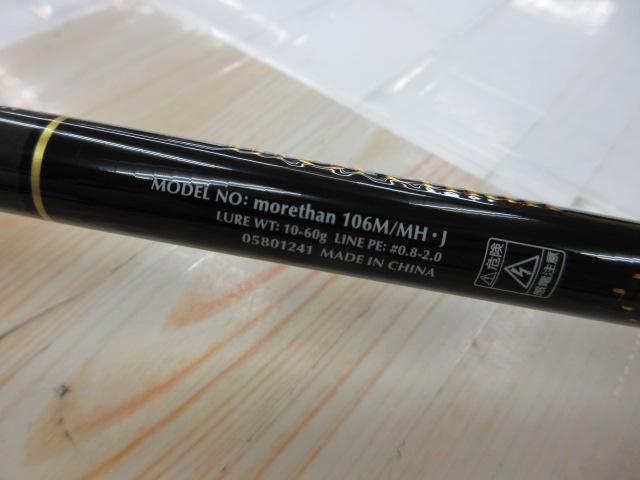 MODEL NO: morethan 106M/MH・J
LURE WT: 10-60g LINE PE: #0.8-2.0
05801241 MADE IN CHINA
危険
感電注意